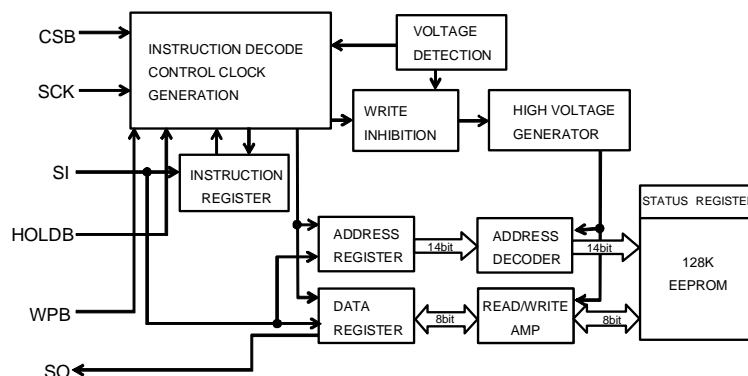 CSB
SCK
SI
HOLDB
WPB
SO
INSTRUCTION DECODE
CONTROL CLOCK
GENERATION
VOLTAGE
DETECTION
WRITE
INHIBITION
HIGH VOLTAGE
GENERATOR
INSTRUCTION
REGISTER
ADDRESS
REGISTER
14bit
ADDRESS
DECODER
14bit
STATUS REGISTER
128K
EEPROM
DATA
REGISTER
8bit
READ/WRITE
AMP
8bit